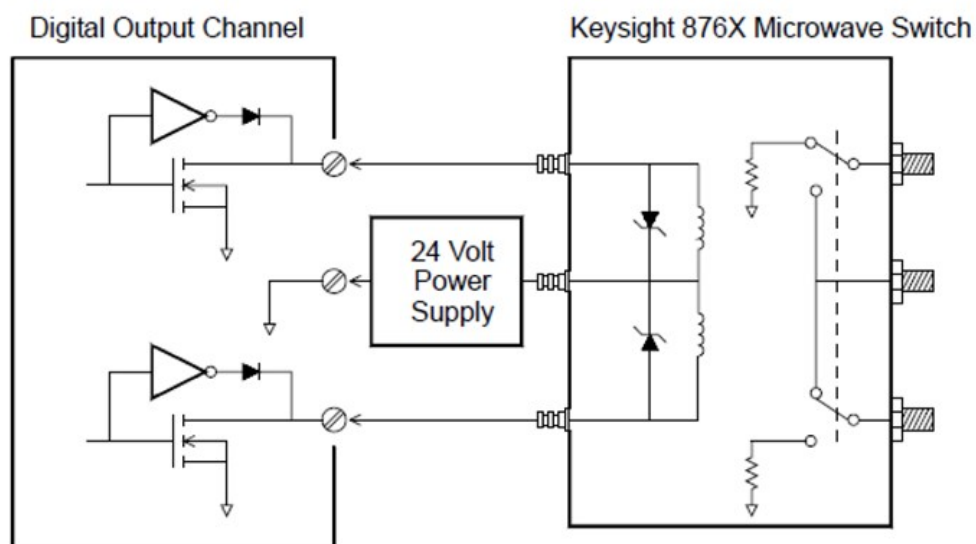 Digital Output Channel
Keysight 876X Microwave Switch
24 Volt
Power
Supply